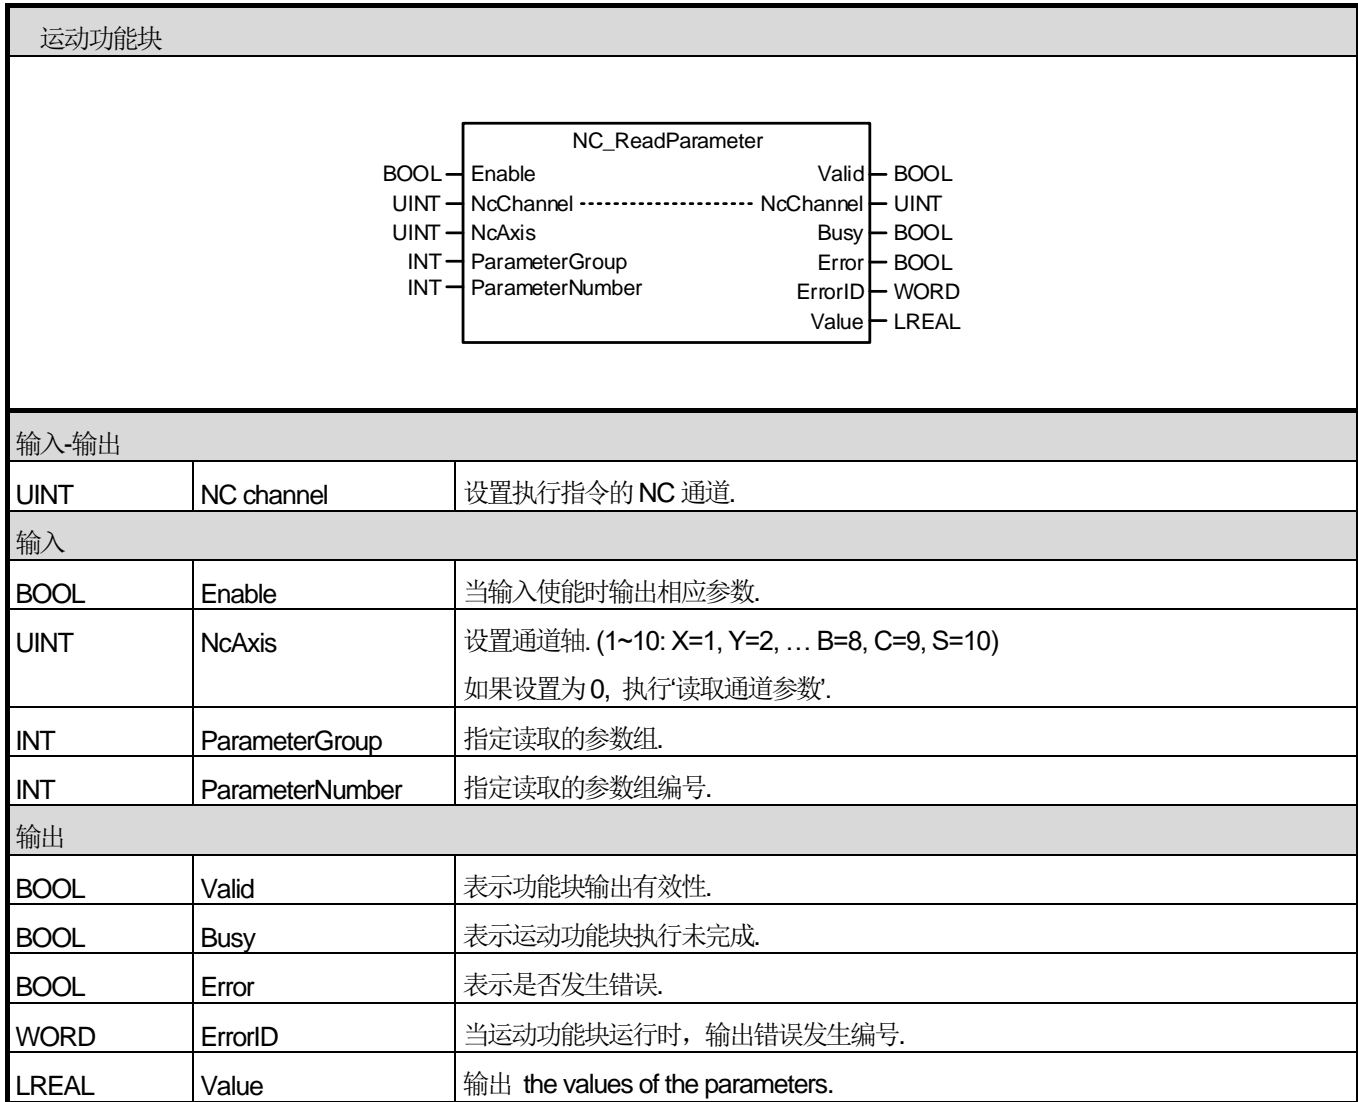 运动功能块
NC_ReadParameter
BOOL Enable Valid BOOL
UINT NcChannel NcChannel UINT
UINT NcAxis Busy BOOL
INT ParameterGroup Error BOOL
INT ParameterNumber ErrorID WORD
Value LREAL
输入-输出
UINT NC channel 设置执行指令的 NC 通道.
输入
BOOL Enable 当输入使能时输出相应参数.
UINT NcAxis 设置通道轴. (1~10: X=1, Y=2, … B=8, C=9, S=10)
如果设置为 0, 执行‘读取通道参数’.
INT ParameterGroup 指定读取的参数组.
INT ParameterNumber 指定读取的参数组编号.
输出
BOOL Valid 表示功能块输出有效性.
BOOL Busy 表示运动功能块执行未完成.
BOOL Error 表示是否发生错误.
WORD ErrorID 当运动功能块运行时，输出错误发生编号.
LREAL Value 输出 the values of the parameters.